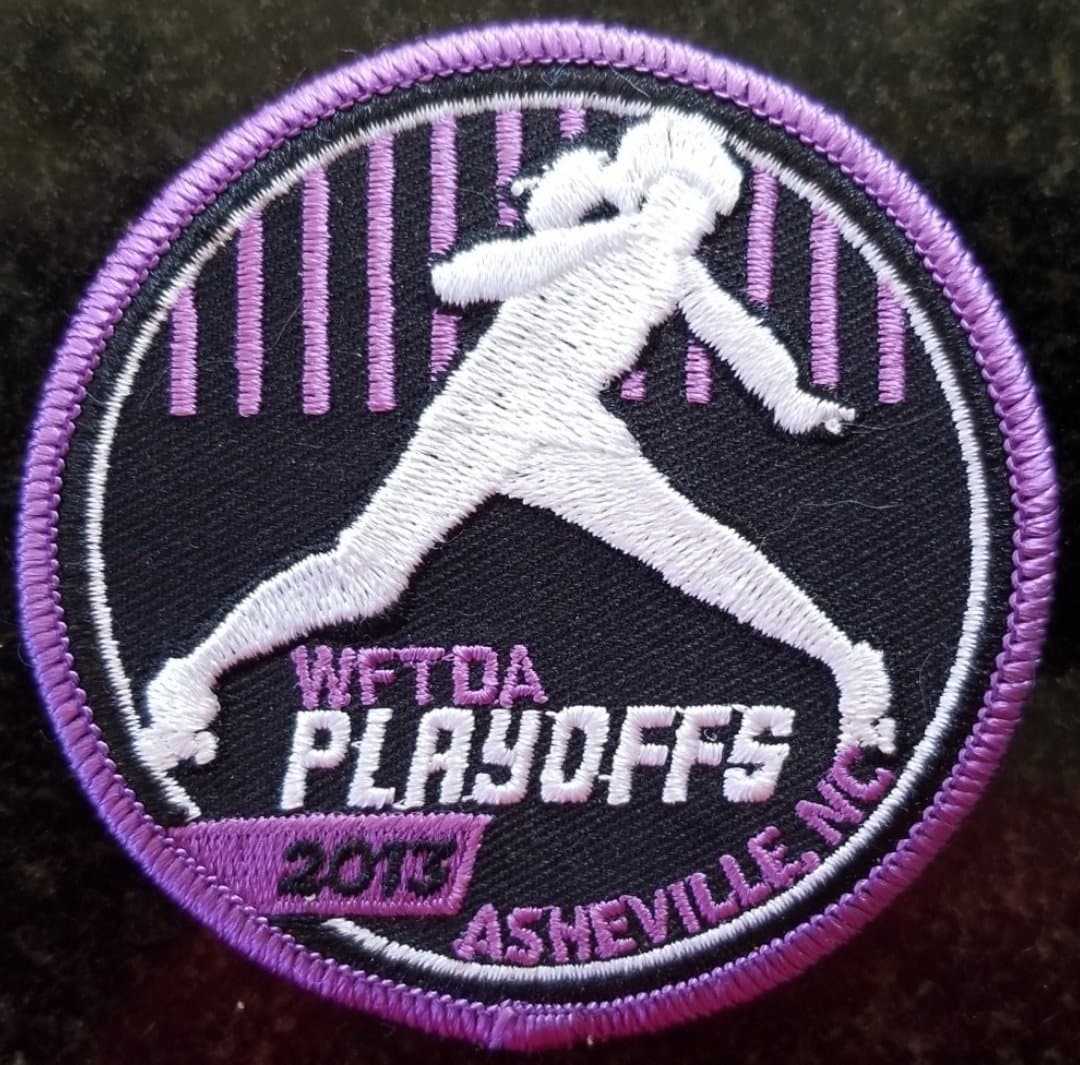 WFTDA
PLAYOFFS
2013
ASHEVILLE, NC